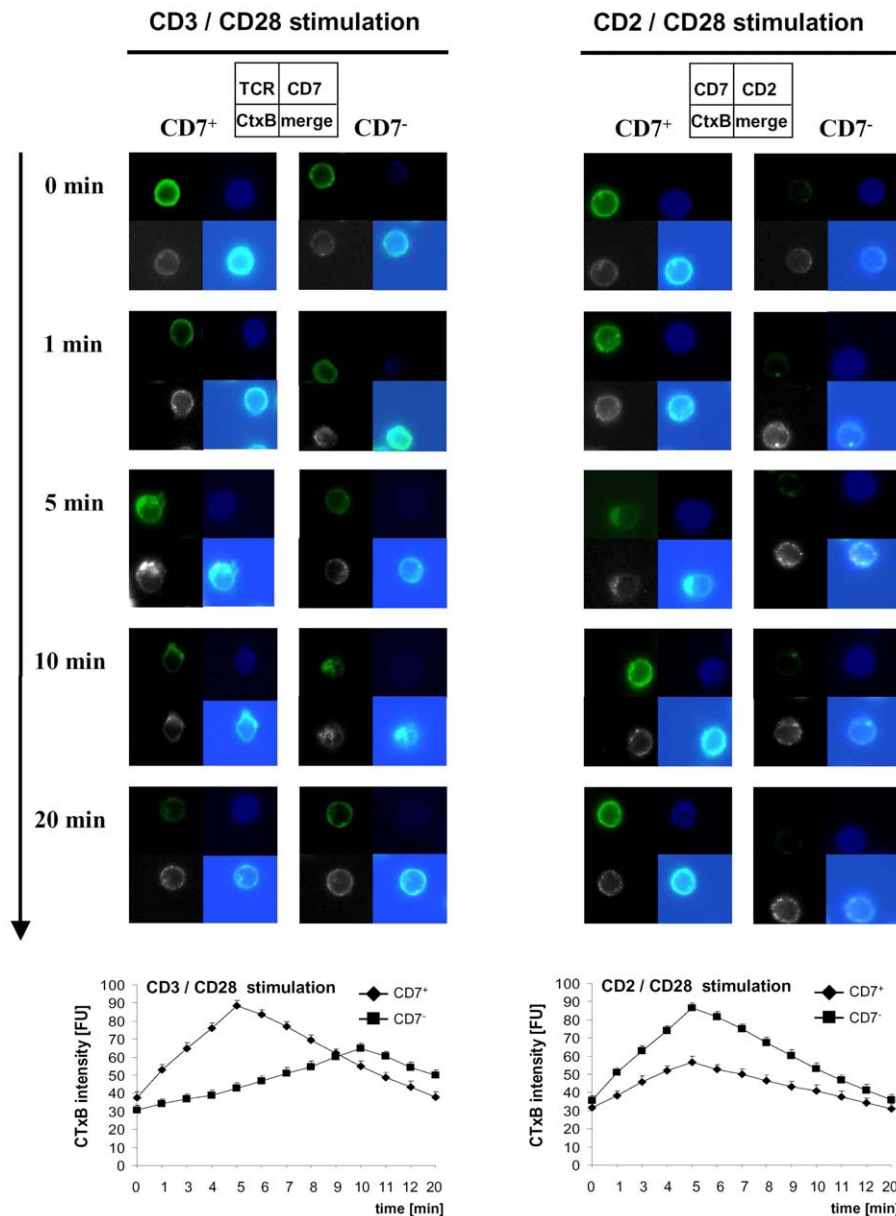 CD3 / CD28 stimulation
CD2 / CD28 stimulation
TCR CD7
CtxB merge
CD7 CD2
CtxB merge
CD7⁺ CD7⁻
CD7⁺ CD7⁻
0 min
1 min
5 min
10 min
20 min
CD3 / CD28 stimulation
CD7⁺
CD7⁻
CTxB intensity [FU]
100
90
80
70
60
50
40
30
20
10
0
0 1 3 4 5 6 7 8 9 10 11 12 20
time [min]
CD2 / CD28 stimulation
CD7⁺
CD7⁻
CTxB intensity [FU]
100
90
80
70
60
50
40
30
20
10
0
0 1 3 4 5 6 7 8 9 10 11 12 20
time [min]